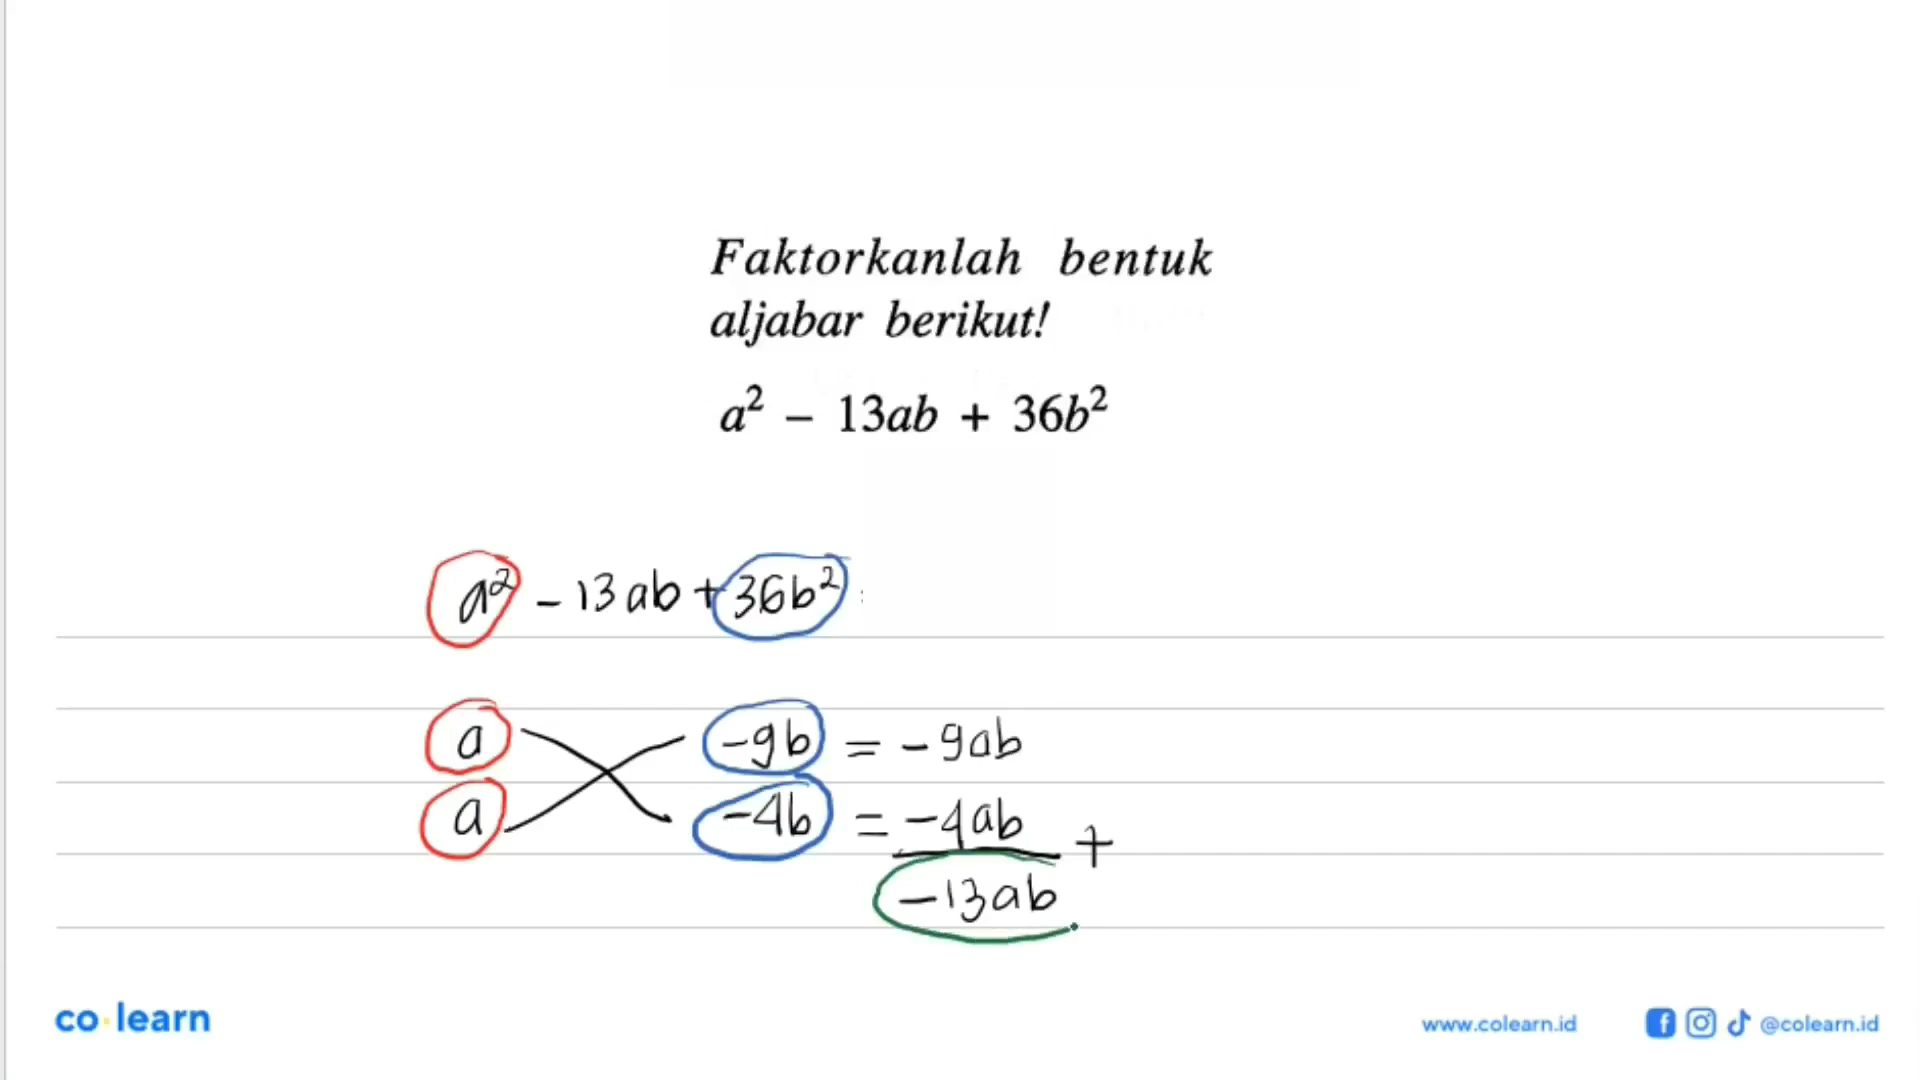 Faktorkanlah bentuk
aljabar berikut!
a² – 13ab + 36b²
a² - 13ab + 36b²
a -9b = -9ab
a -4b = -4ab +
-13ab
co learn www.colearn.id @colearn.id